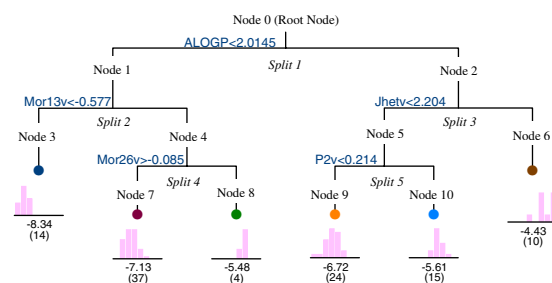 Node 0 (Root Node)
ALOGP<2.0145
Split 1
Node 1
Node 2
Mor13v<-0.577
Jhetv<2.204
Split 2
Split 3
Node 3
Node 4
Node 5
Node 6
Mor26v>-0.085
P2v<0.214
Split 4
Split 5
Node 7
Node 8
Node 9
Node 10
-8.34
(14)
-4.43
(10)
-7.13
(37)
-5.48
(4)
-6.72
(24)
-5.61
(15)